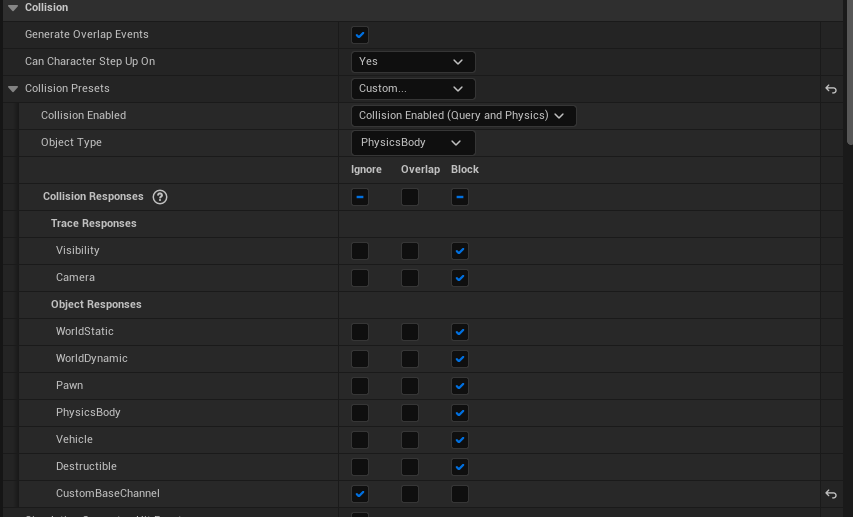 Collision
Generate Overlap Events
Can Character Step Up On Yes
Collision Presets Custom...
Collision Enabled Collision Enabled (Query and Physics)
Object Type PhysicsBody
Ignore Overlap Block
Collision Responses ?
Trace Responses
Visibility
Camera
Object Responses
WorldStatic
WorldDynamic
Pawn
PhysicsBody
Vehicle
Destructible
CustomBaseChannel